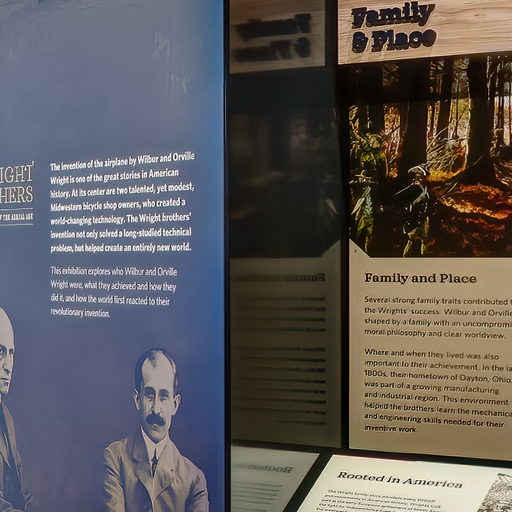 IGHT
HERS
OF THE AERIAL AGE
The invention of the airplane by Wilbur and Orville
Wright is one of the great stories in American
history. At its center are two talented, yet modest,
Midwestern bicycle shop owners, who created a
world-changing technology. The Wright brothers'
invention not only solved a long-studied technical
problem, but helped create an entirely new world.
This exhibition explores who Wilbur and Orville
Wright were, what they achieved and how they
did it, and how the world first reacted to their
revolutionary invention.
Family
& Place
Family and Place
Several strong family traits contributed t
the Wrights' success. Wilbur and Orville
shaped by a family with an uncompromi
moral philosophy and clear worldview.
Where and when they lived was also
important to their achievement. In the la
1800s, their hometown of Dayton, Ohio,
was part of a growing manufacturing
and industrial region. This environment
helped the brothers learn the mechanica
and engineering skills needed for their
inventive work.
Rooted in America